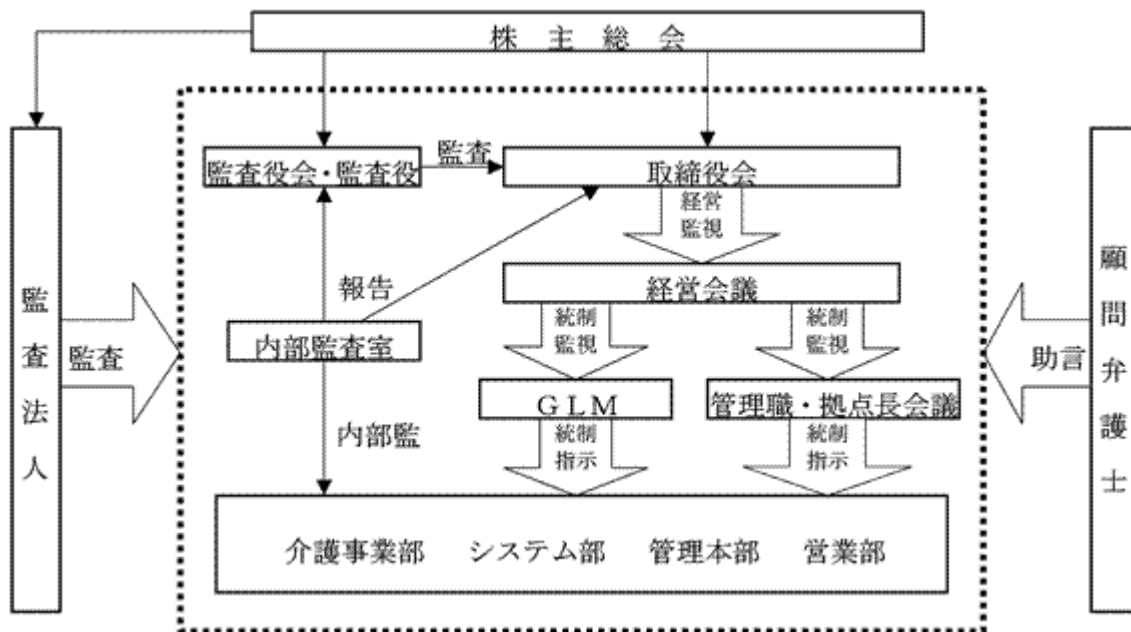 株主総会
監査役会・監査役
監査
取締役会
経営
監視
報告
経営会議
内部監査室
統制
監視
統制
監視
GLM
管理職・拠点長会議
内部監
統制
指示
統制
指示
介護事業部 システム部 管理本部 営業部
監査法人
監査
助言
顧問弁護士